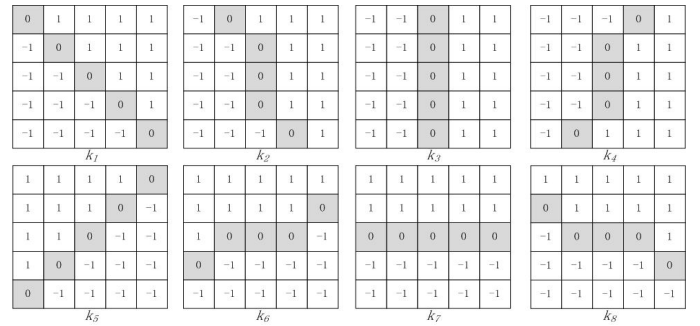 0 1 1 1 1 -1 0 1 1 1 -1 -1 0 1 1 -1 -1 -1 0 1
-1 0 1 1 1 -1 -1 0 1 1 -1 -1 0 1 1 -1 -1 0 1 1
-1 -1 0 1 1 -1 -1 0 1 1 -1 -1 0 1 1 -1 -1 0 1 1
-1 -1 -1 0 1 -1 -1 0 1 1 -1 -1 0 1 1 -1 -1 0 1 1
-1 -1 -1 -1 0 -1 -1 -1 0 1 -1 -1 0 1 1 -1 0 1 1 1
k1 k2 k3 k4
1 1 1 1 0 1 1 1 1 1 1 1 1 1 1 1 1 1 1 1
1 1 1 0 -1 1 1 1 1 0 1 1 1 1 1 0 1 1 1 1
1 1 0 -1 -1 1 0 0 0 -1 0 0 0 0 0 -1 0 0 0 1
1 0 -1 -1 -1 0 -1 -1 -1 -1 -1 -1 -1 -1 -1 -1 -1 -1 -1 0
0 -1 -1 -1 -1 -1 -1 -1 -1 -1 -1 -1 -1 -1 -1 -1 -1 -1 -1 -1
k5 k6 k7 k8